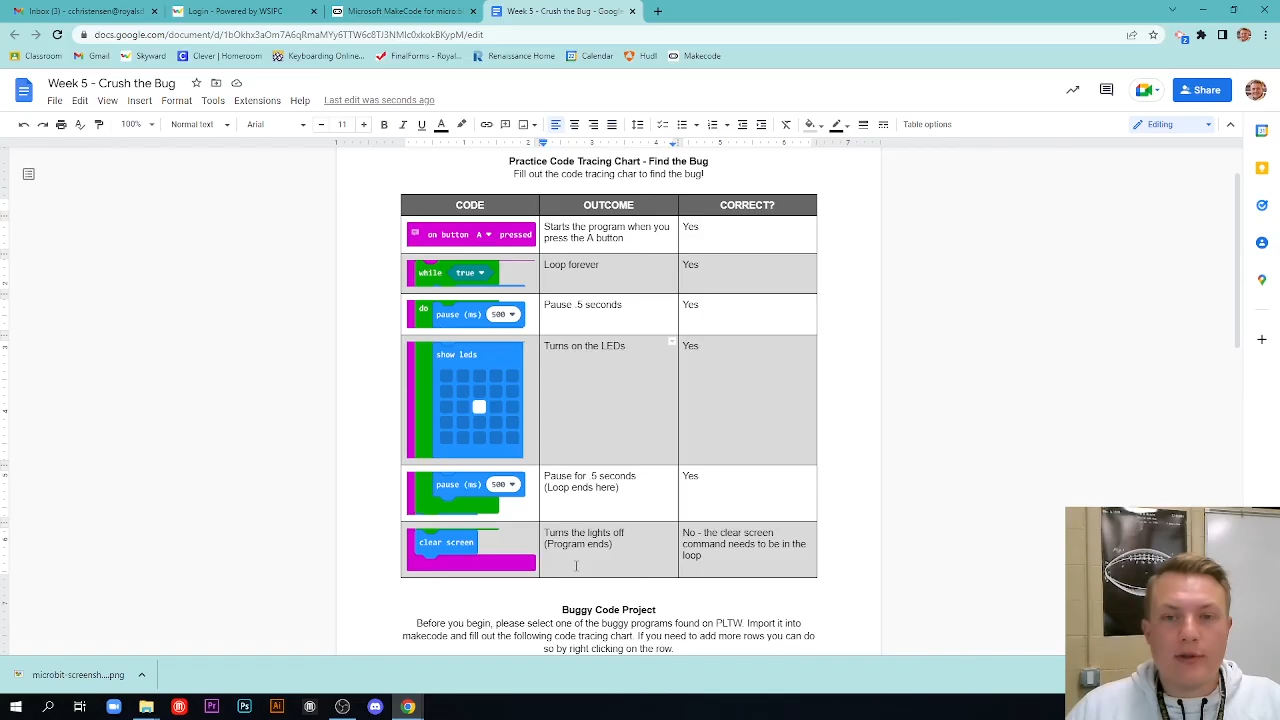 Inbox (3) - cchristensen@royalsl
Login - Powered by WSIPC
Microsoft MakeCode for microbi
Week 5 - Crush the Bug - Google
docs.google.com/document/d/1bOkhx3aOm7A6qRmaMYy6TTW6c8TJ3NMIc0xkokBKypM/edit
Classroom
Gmail
Skyward
Clever | Homeroom
Keyboarding Online...
FinalForms - Royal...
Renaissance Home
Calendar
Hudl
Makecode
Week 5 - Crush the Bug
File Edit View Insert Format Tools Extensions Help Last edit was seconds ago
Share
100% Normal text Arial 11 Table options Editing
Practice Code Tracing Chart - Find the Bug
Fill out the code tracing char to find the bug!
CODE OUTCOME CORRECT?
on button A pressed
Starts the program when you
press the A button
Yes
while true
Loop forever
Yes
do pause (ms) 500
Pause .5 seconds
Yes
show leds
Turns on the LEDs
Yes
pause (ms) 500
Pause for .5 seconds
(Loop ends here)
Yes
clear screen
Turns the lights off
(Program ends)
No - the clear screen
command needs to be in the
loop
Buggy Code Project
Before you begin, please select one of the buggy programs found on PLTW. Import it into
makecode and fill out the following code tracing chart. If you need to add more rows you can do
so by right clicking on the row.
microbit-screensh....png